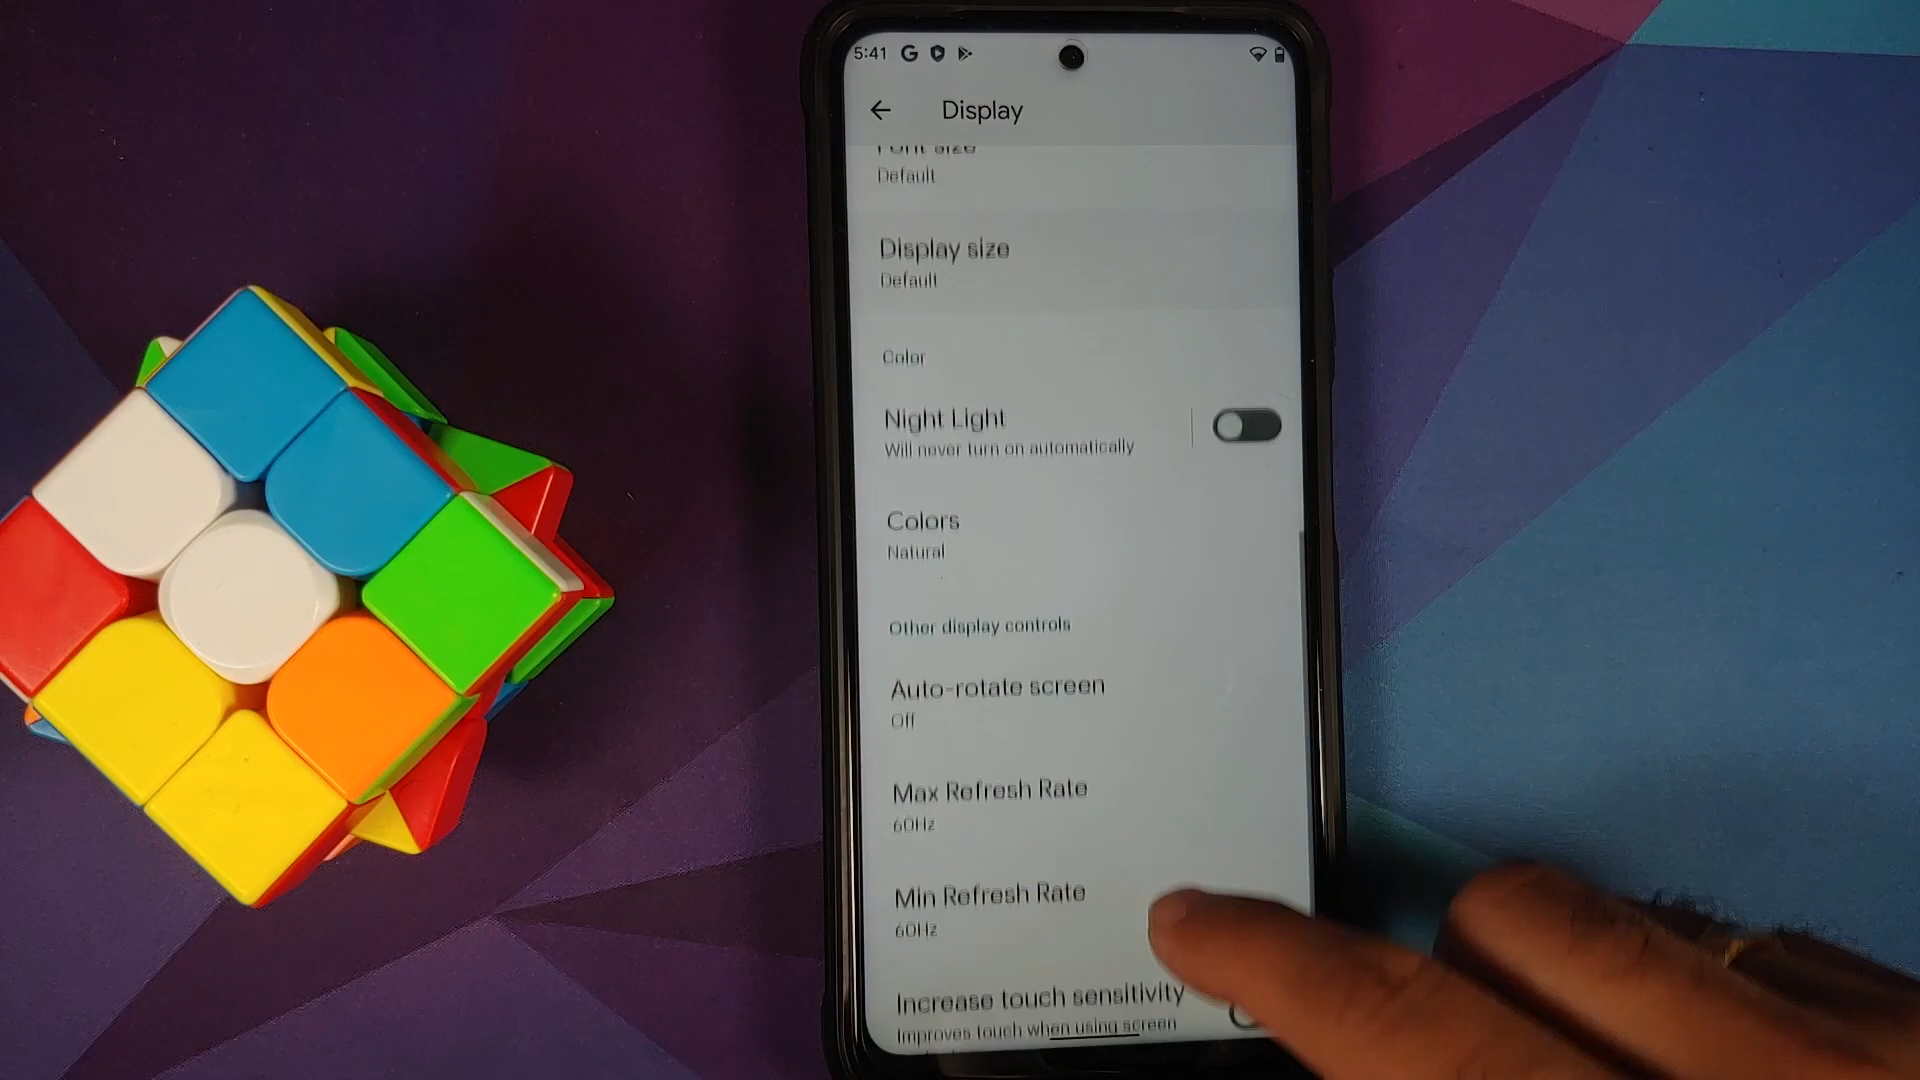 5:41 G
Display
Font size
Default
Display size
Default
Color
Night Light
Will never turn on automatically
Colors
Natural
Other display controls
Auto-rotate screen
Off
Max Refresh Rate
60Hz
Min Refresh Rate
60Hz
Increase touch sensitivity
Improves touch when using screen